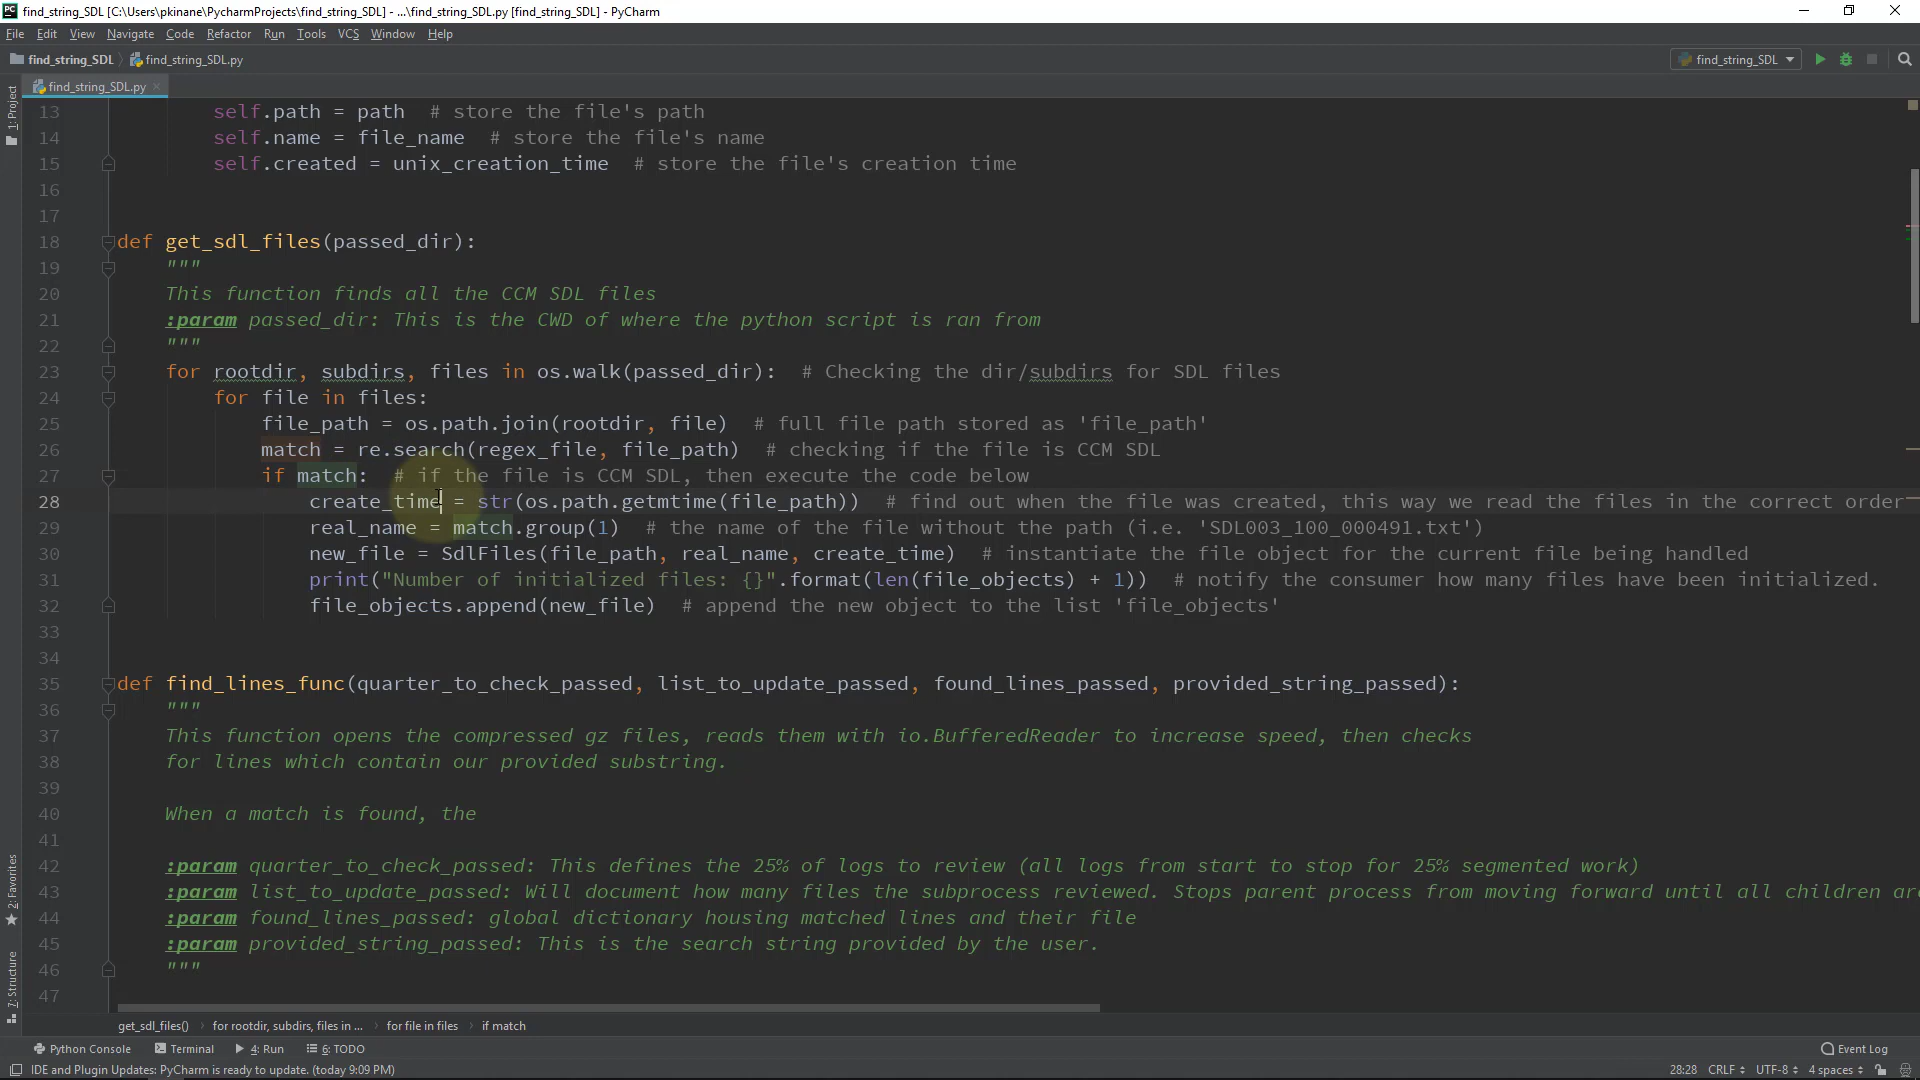 find_string_SDL [C:\Users\pkinane\PycharmProjects\find_string_SDL] - ...\find_string_SDL.py [find_string_SDL] - PyCharm
File Edit View Navigate Code Refactor Run Tools VCS Window Help
find_string_SDL find_string_SDL.py find_string_SDL
find_string_SDL.py
1: Project
13 self.path = path # store the file's path
14 self.name = file_name # store the file's name
15 self.created = unix_creation_time # store the file's creation time
16
17
18 def get_sdl_files(passed_dir):
19 """
20 This function finds all the CCM SDL files
21 :param passed_dir: This is the CWD of where the python script is ran from
22 """
23 for rootdir, subdirs, files in os.walk(passed_dir): # Checking the dir/subdirs for SDL files
24 for file in files:
25 file_path = os.path.join(rootdir, file) # full file path stored as 'file_path'
26 match = re.search(regex_file, file_path) # checking if the file is CCM SDL
27 if match: # if the file is CCM SDL, then execute the code below
28 create_time = str(os.path.getmtime(file_path)) # find out when the file was created, this way we read the files in the correct order
29 real_name = match.group(1) # the name of the file without the path (i.e. 'SDL003_100_000491.txt')
30 new_file = SdlFiles(file_path, real_name, create_time) # instantiate the file object for the current file being handled
31 print("Number of initialized files: {}".format(len(file_objects) + 1)) # notify the consumer how many files have been initialized.
32 file_objects.append(new_file) # append the new object to the list 'file_objects'
33
34
35 def find_lines_func(quarter_to_check_passed, list_to_update_passed, found_lines_passed, provided_string_passed):
36 """
37 This function opens the compressed gz files, reads them with io.BufferedReader to increase speed, then checks
38 for lines which contain our provided substring.
39
40 When a match is found, the
41
42 :param quarter_to_check_passed: This defines the 25% of logs to review (all logs from start to stop for 25% segmented work)
43 :param list_to_update_passed: Will document how many files the subprocess reviewed. Stops parent process from moving forward until all children ar
44 :param found_lines_passed: global dictionary housing matched lines and their file
45 :param provided_string_passed: This is the search string provided by the user.
46 """
47
2: Favorites
7: Structure
get_sdl_files() for rootdir, subdirs, files in ... for file in files if match
Python Console Terminal 4: Run 6: TODO Event Log
IDE and Plugin Updates: PyCharm is ready to update. (today 9:09 PM) 28:28 CRLF UTF-8 4 spaces